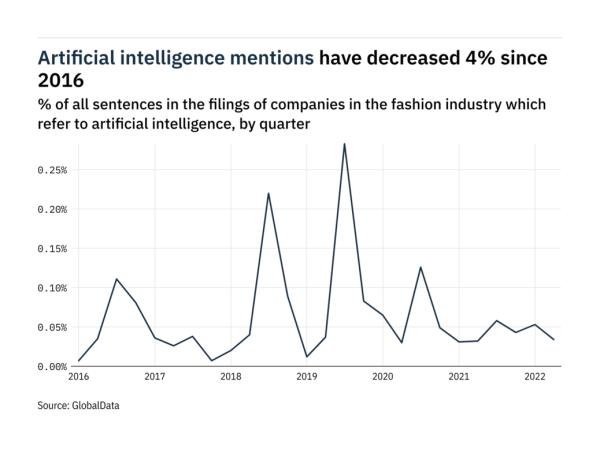 Artificial intelligence mentions have decreased 4% since
2016
% of all sentences in the filings of companies in the fashion industry which
refer to artificial intelligence, by quarter
0.25%
0.20%
0.15%
0.10%
0.05%
0.00%
2016 2017 2018 2019 2020 2021 2022
Source: GlobalData